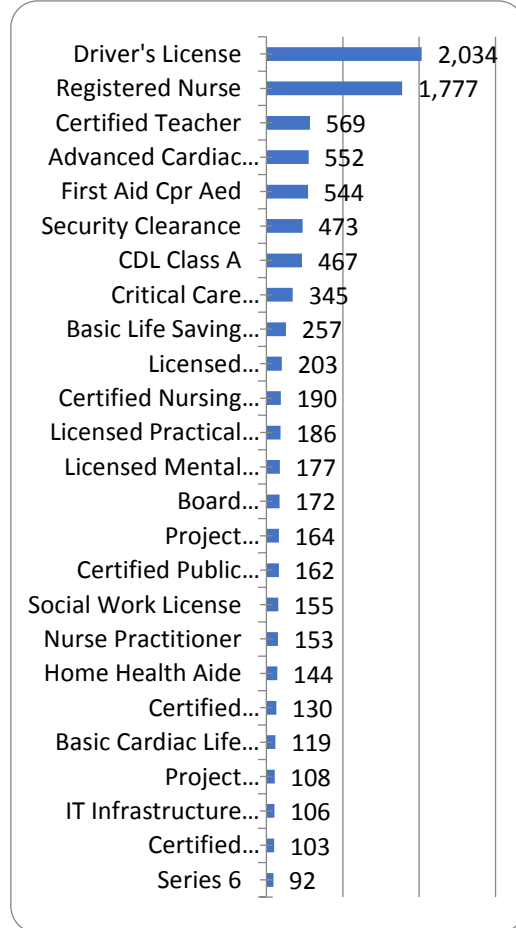 Driver's License 2,034
Registered Nurse 1,777
Certified Teacher 569
Advanced Cardiac... 552
First Aid Cpr Aed 544
Security Clearance 473
CDL Class A 467
Critical Care... 345
Basic Life Saving... 257
Licensed... 203
Certified Nursing... 190
Licensed Practical... 186
Licensed Mental... 177
Board... 172
Project... 164
Certified Public... 162
Social Work License 155
Nurse Practitioner 153
Home Health Aide 144
Certified... 130
Basic Cardiac Life... 119
Project... 108
IT Infrastructure... 106
Certified... 103
Series 6 92